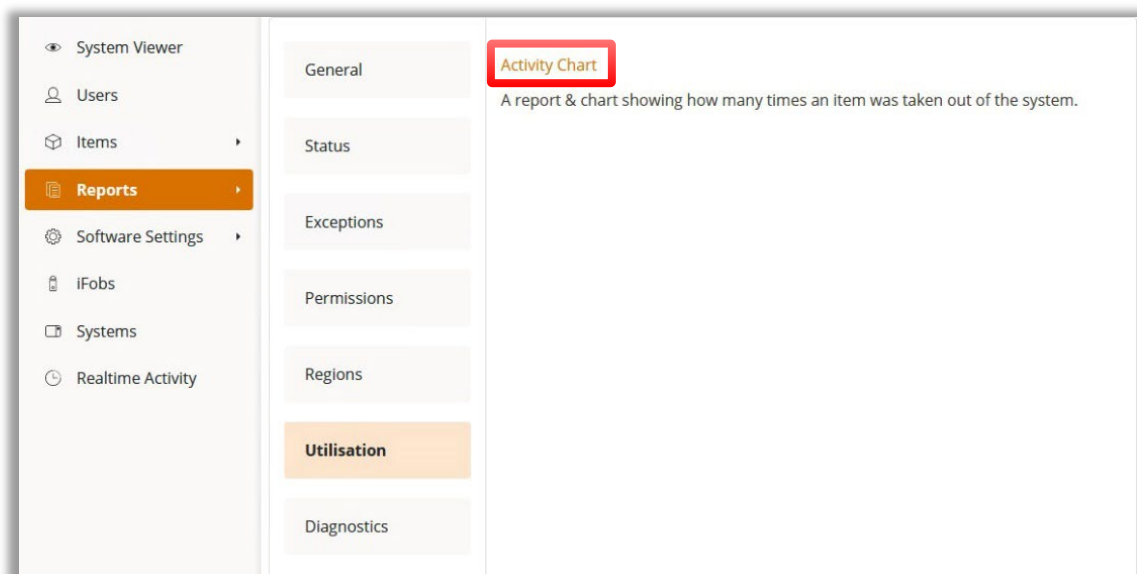 System Viewer
Users
Items
Reports
Software Settings
iFobs
Systems
Realtime Activity
General
Status
Exceptions
Permissions
Regions
Utilisation
Diagnostics
Activity Chart
A report & chart showing how many times an item was taken out of the system.